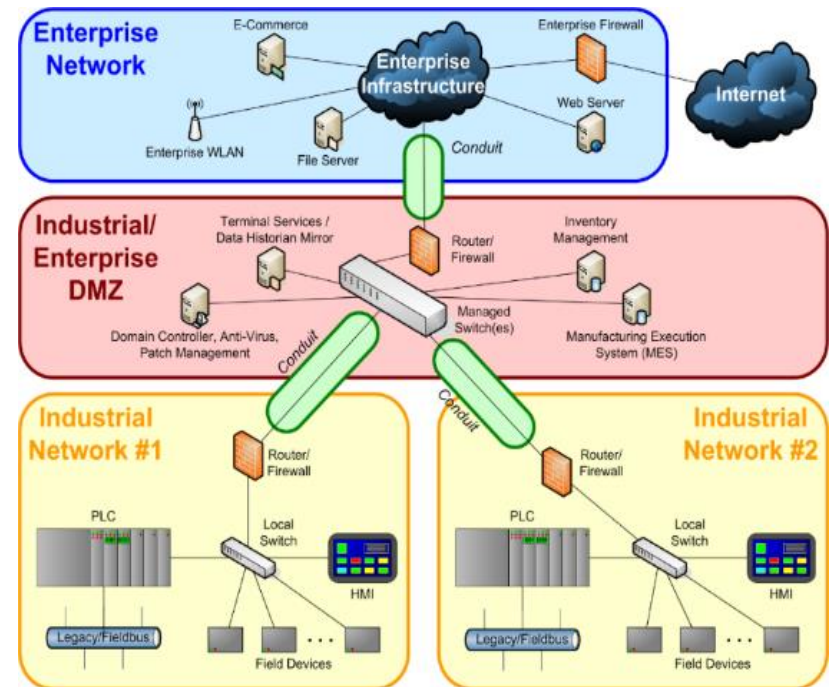 Enterprise
Network
E-Commerce
Enterprise
Infrastructure
Enterprise Firewall
Internet
Web Server
Enterprise WLAN
File Server
Conduit
Industrial/
Enterprise
DMZ
Terminal Services /
Data Historian Mirror
Router/
Firewall
Inventory
Management
Domain Controller, Anti-Virus,
Patch Management
Managed
Switch(es)
Manufacturing Execution
System (MES)
Conduit
Conduit
Industrial
Network #1
Router/
Firewall
PLC
Local
Switch
HMI
Legacy/Fieldbus
Field Devices
Industrial
Network #2
Router/
Firewall
PLC
Local
Switch
HMI
Legacy/Fieldbus
Field Devices